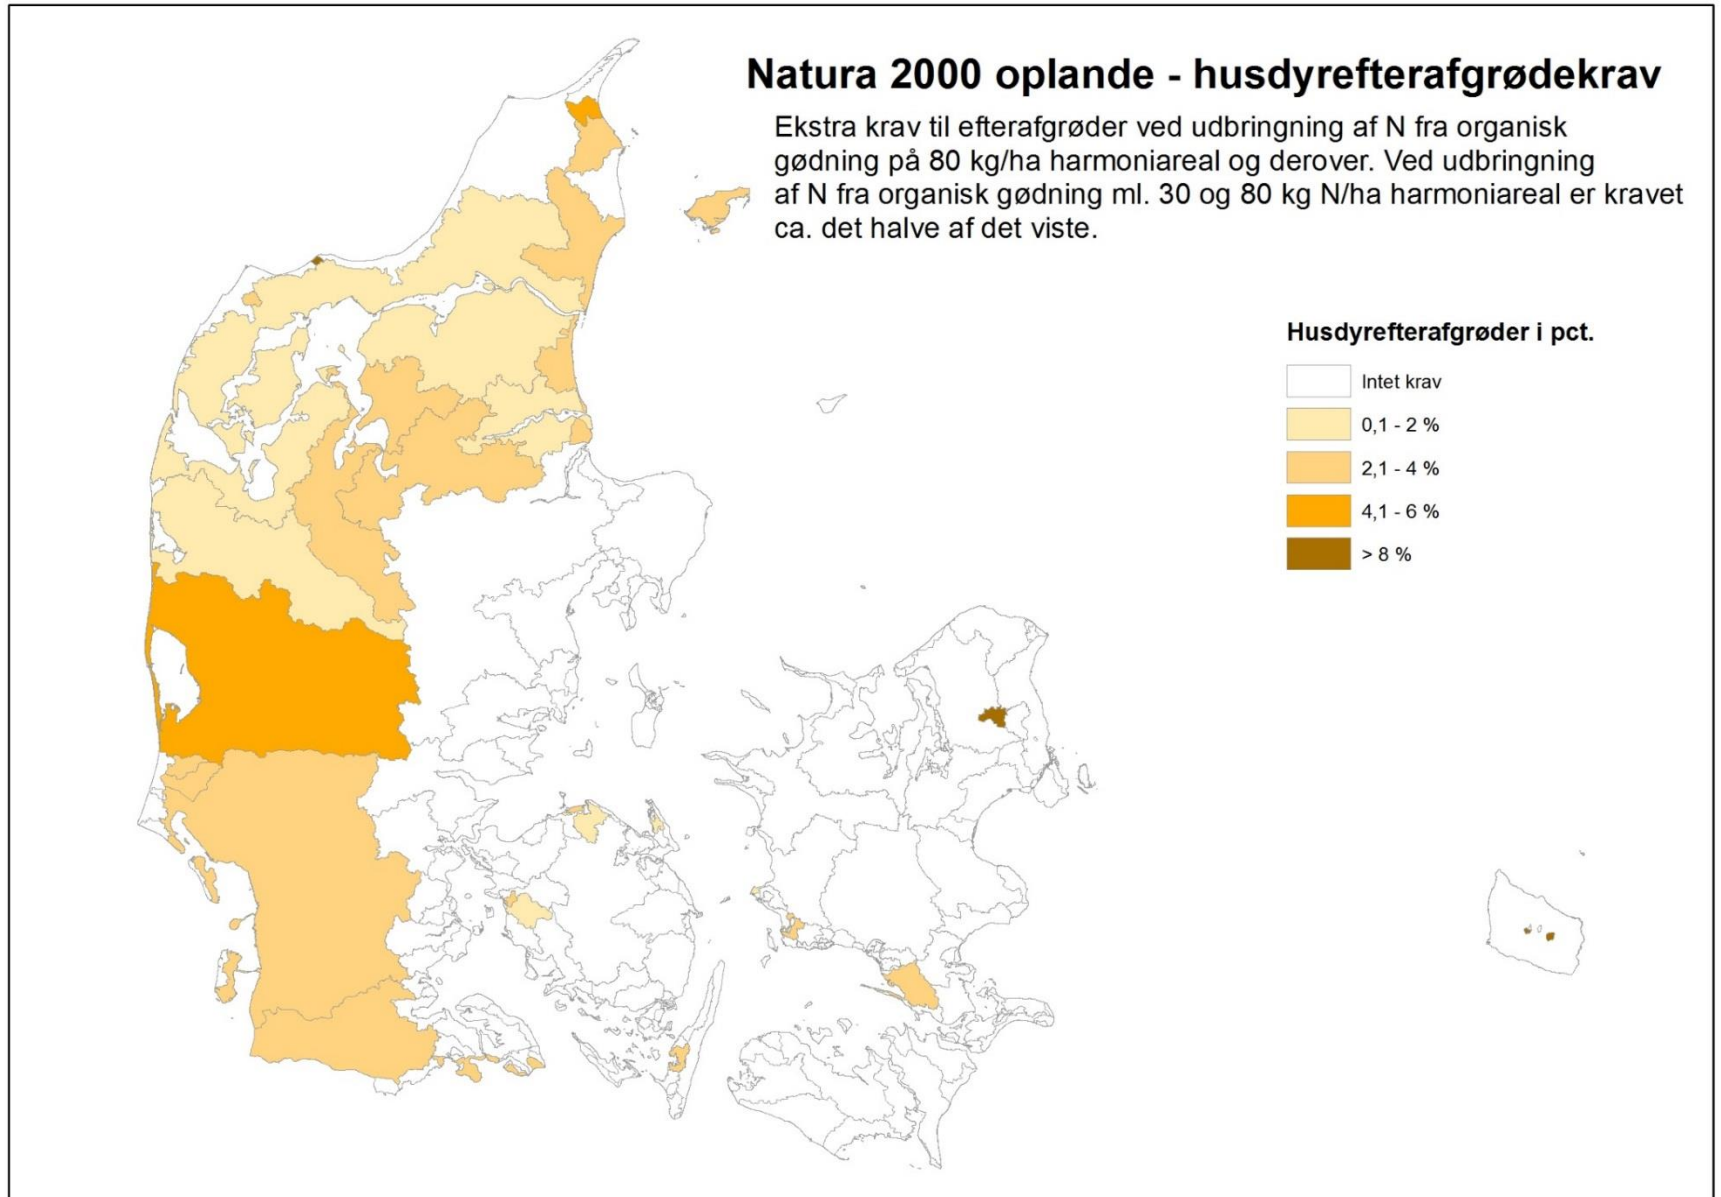 Natura 2000 oplande - husdyrefterafgrødekrav
Ekstra krav til efterafgrøder ved udbringning af N fra organisk
gødning på 80 kg/ha harmoniareal og derover. Ved udbringning
af N fra organisk gødning ml. 30 og 80 kg N/ha harmoniareal er kravet
ca. det halve af det viste.
Husdyrefterafgrøder i pct.
Intet krav
0,1 - 2 %
2,1 - 4 %
4,1 - 6 %
> 8 %